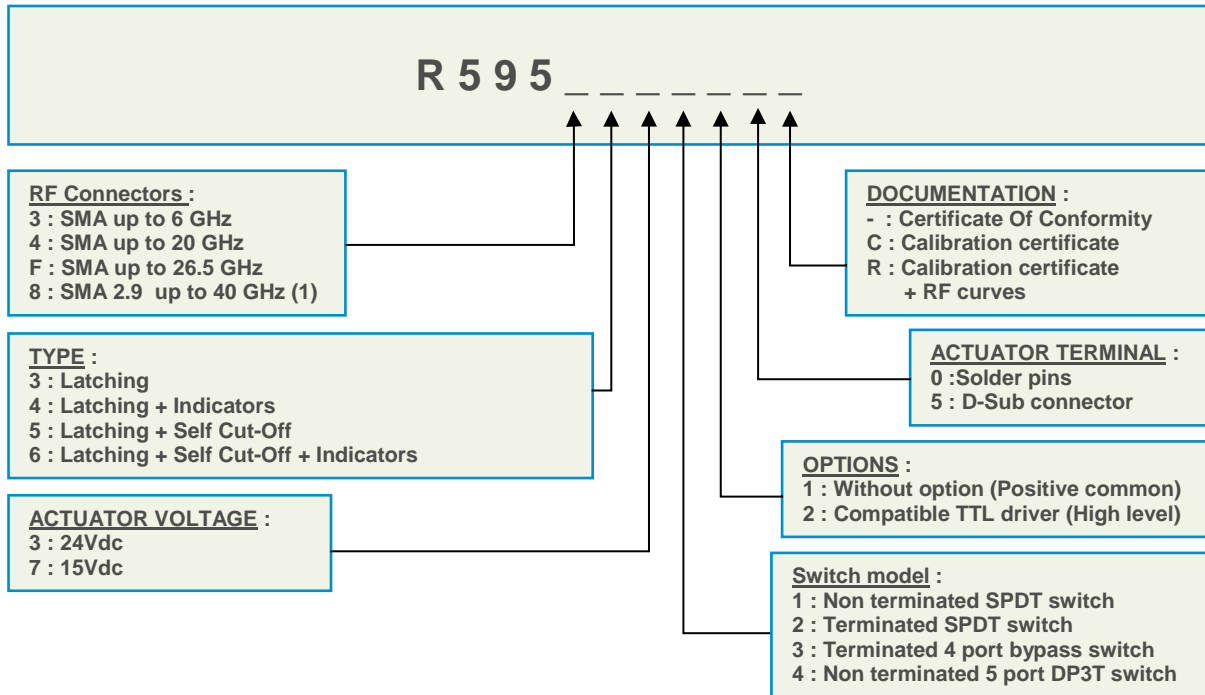 R 5 9 5 _ _ _ _ _ _ _
RF Connectors :
3 : SMA up to 6 GHz
4 : SMA up to 20 GHz
F : SMA up to 26.5 GHz
8 : SMA 2.9 up to 40 GHz (1)
TYPE :
3 : Latching
4 : Latching + Indicators
5 : Latching + Self Cut-Off
6 : Latching + Self Cut-Off + Indicators
ACTUATOR VOLTAGE :
3 : 24Vdc
7 : 15Vdc
DOCUMENTATION :
- : Certificate Of Conformity
C : Calibration certificate
R : Calibration certificate
+ RF curves
ACTUATOR TERMINAL :
0 :Solder pins
5 : D-Sub connector
OPTIONS :
1 : Without option (Positive common)
2 : Compatible TTL driver (High level)
Switch model :
1 : Non terminated SPDT switch
2 : Terminated SPDT switch
3 : Terminated 4 port bypass switch
4 : Non terminated 5 port DP3T switch